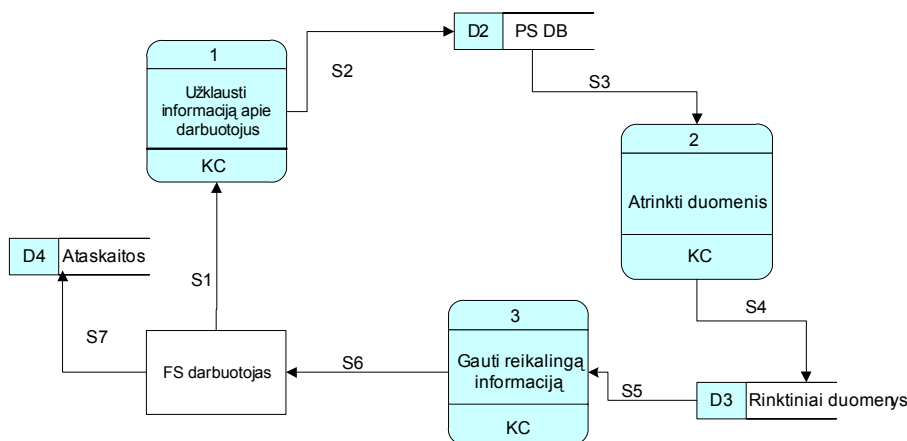 1
Užklausti
informaciją apie
darbuotojus
KC
S2
D2 PS DB
S3
2
Atrinkti duomenis
KC
S4
D3 Rinktiniai duomenys
S5
3
Gauti reikalingą
informaciją
KC
S6
FS darbuotojas
S1
S7
D4 Ataskaitos